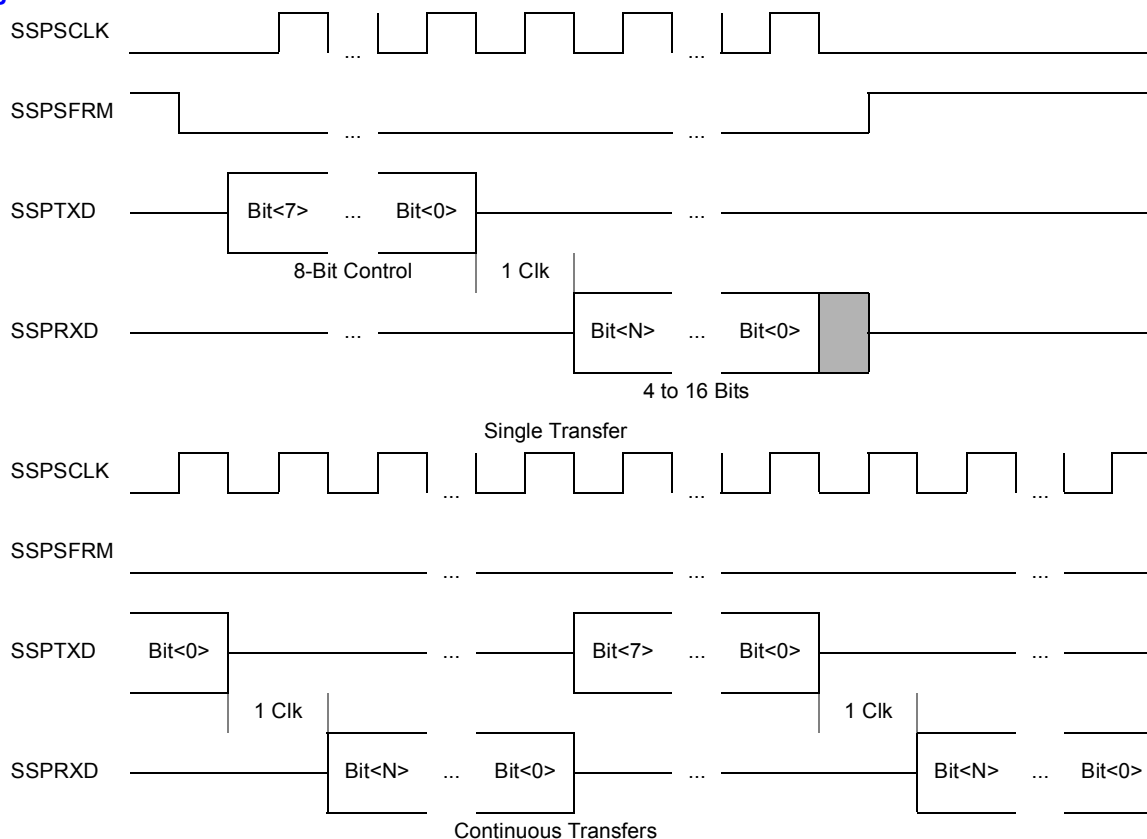 SSPSCLK ... ...
SSPSFRM ... ...
SSPTXD Bit<7> ... Bit<0> ...
8-Bit Control 1 Clk
SSPRXD ... Bit<N> ... Bit<0>
4 to 16 Bits
Single Transfer
SSPSCLK ... ... ...
SSPSFRM ... ... ...
SSPTXD Bit<0> ... Bit<7> ... Bit<0> ...
1 Clk 1 Clk
SSPRXD Bit<N> ... Bit<0> ... Bit<N> ... Bit<0>
Continuous Transfers